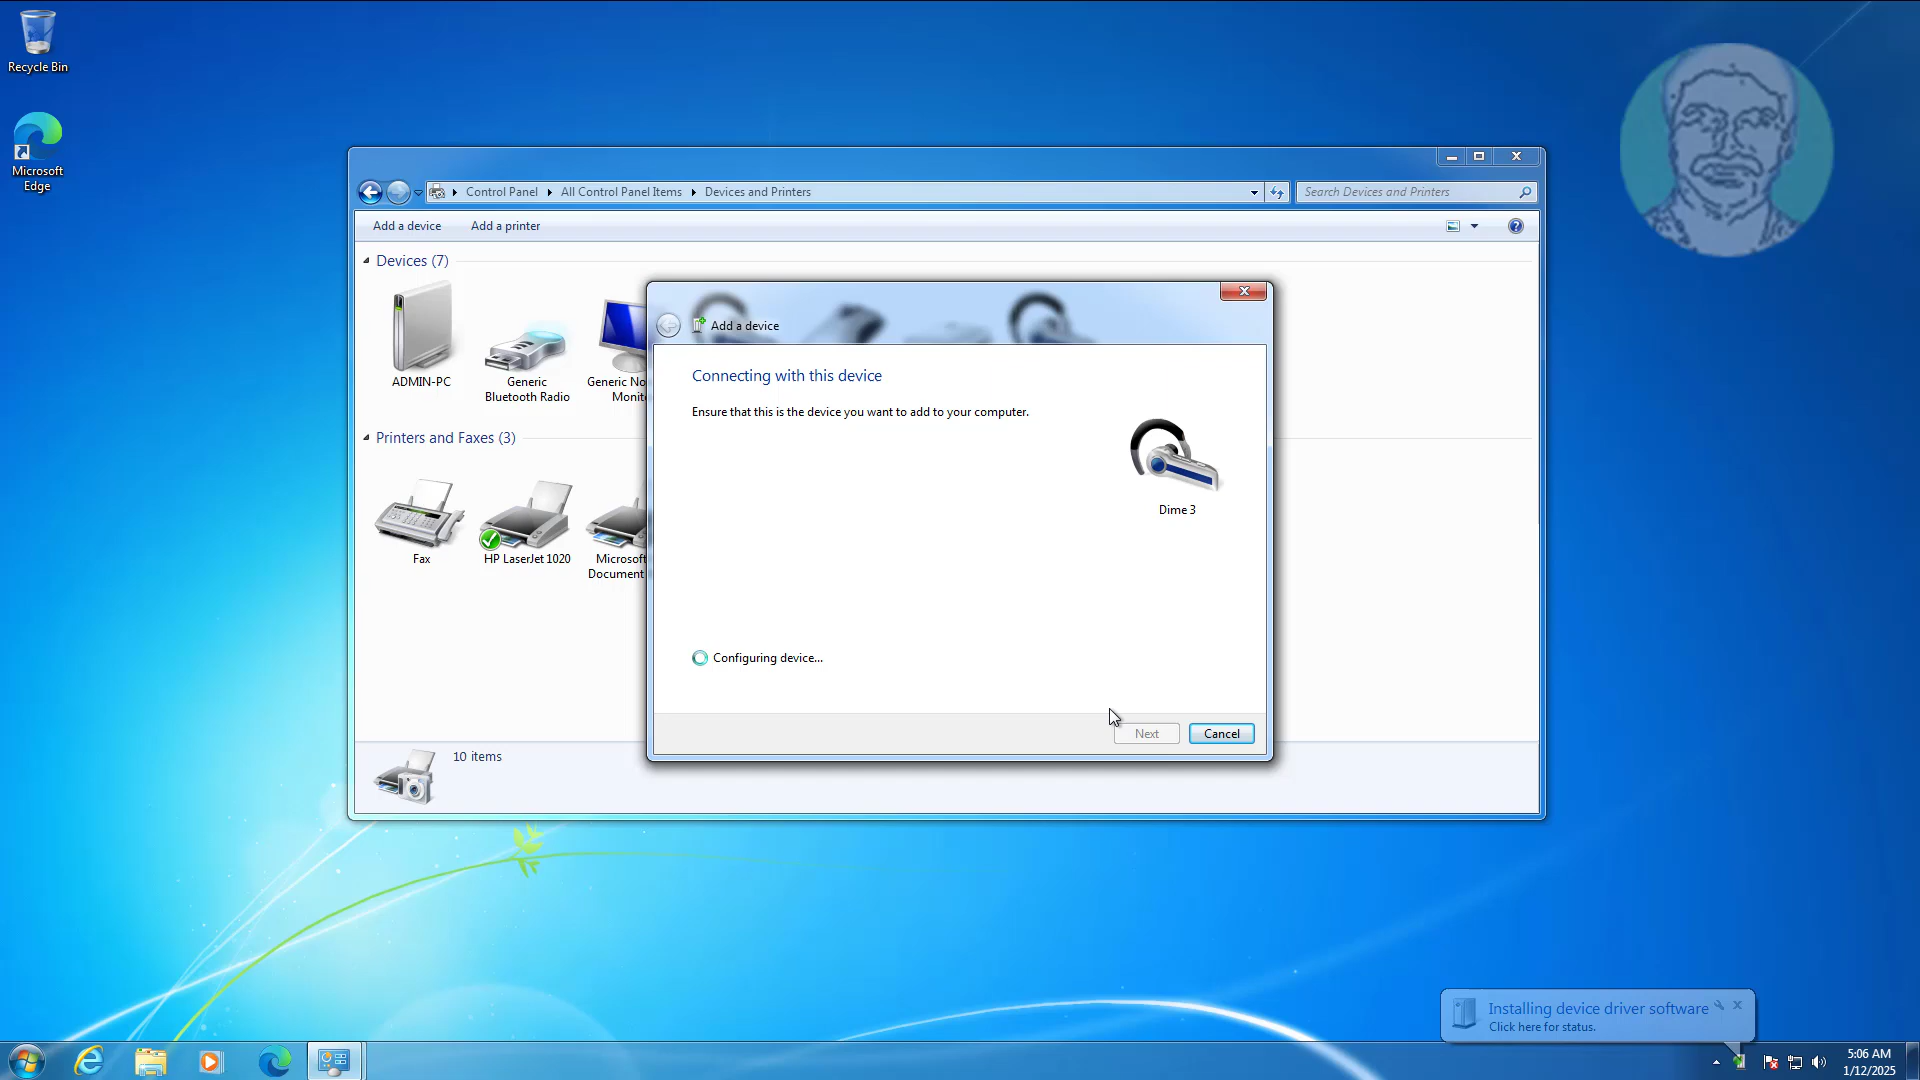 Recycle Bin
Microsoft
Edge
Control Panel
All Control Panel Items
Devices and Printers
Search Devices and Printers
Add a device
Add a printer
Devices (7)
ADMIN-PC
Generic
Bluetooth Radio
Generic No
Monit
Printers and Faxes (3)
Fax
HP LaserJet 1020
Microsoft
Document
10 items
Add a device
Connecting with this device
Ensure that this is the device you want to add to your computer.
Dime 3
Configuring device...
Next
Cancel
Installing device driver software
Click here for status.
5:06 AM
1/12/2025